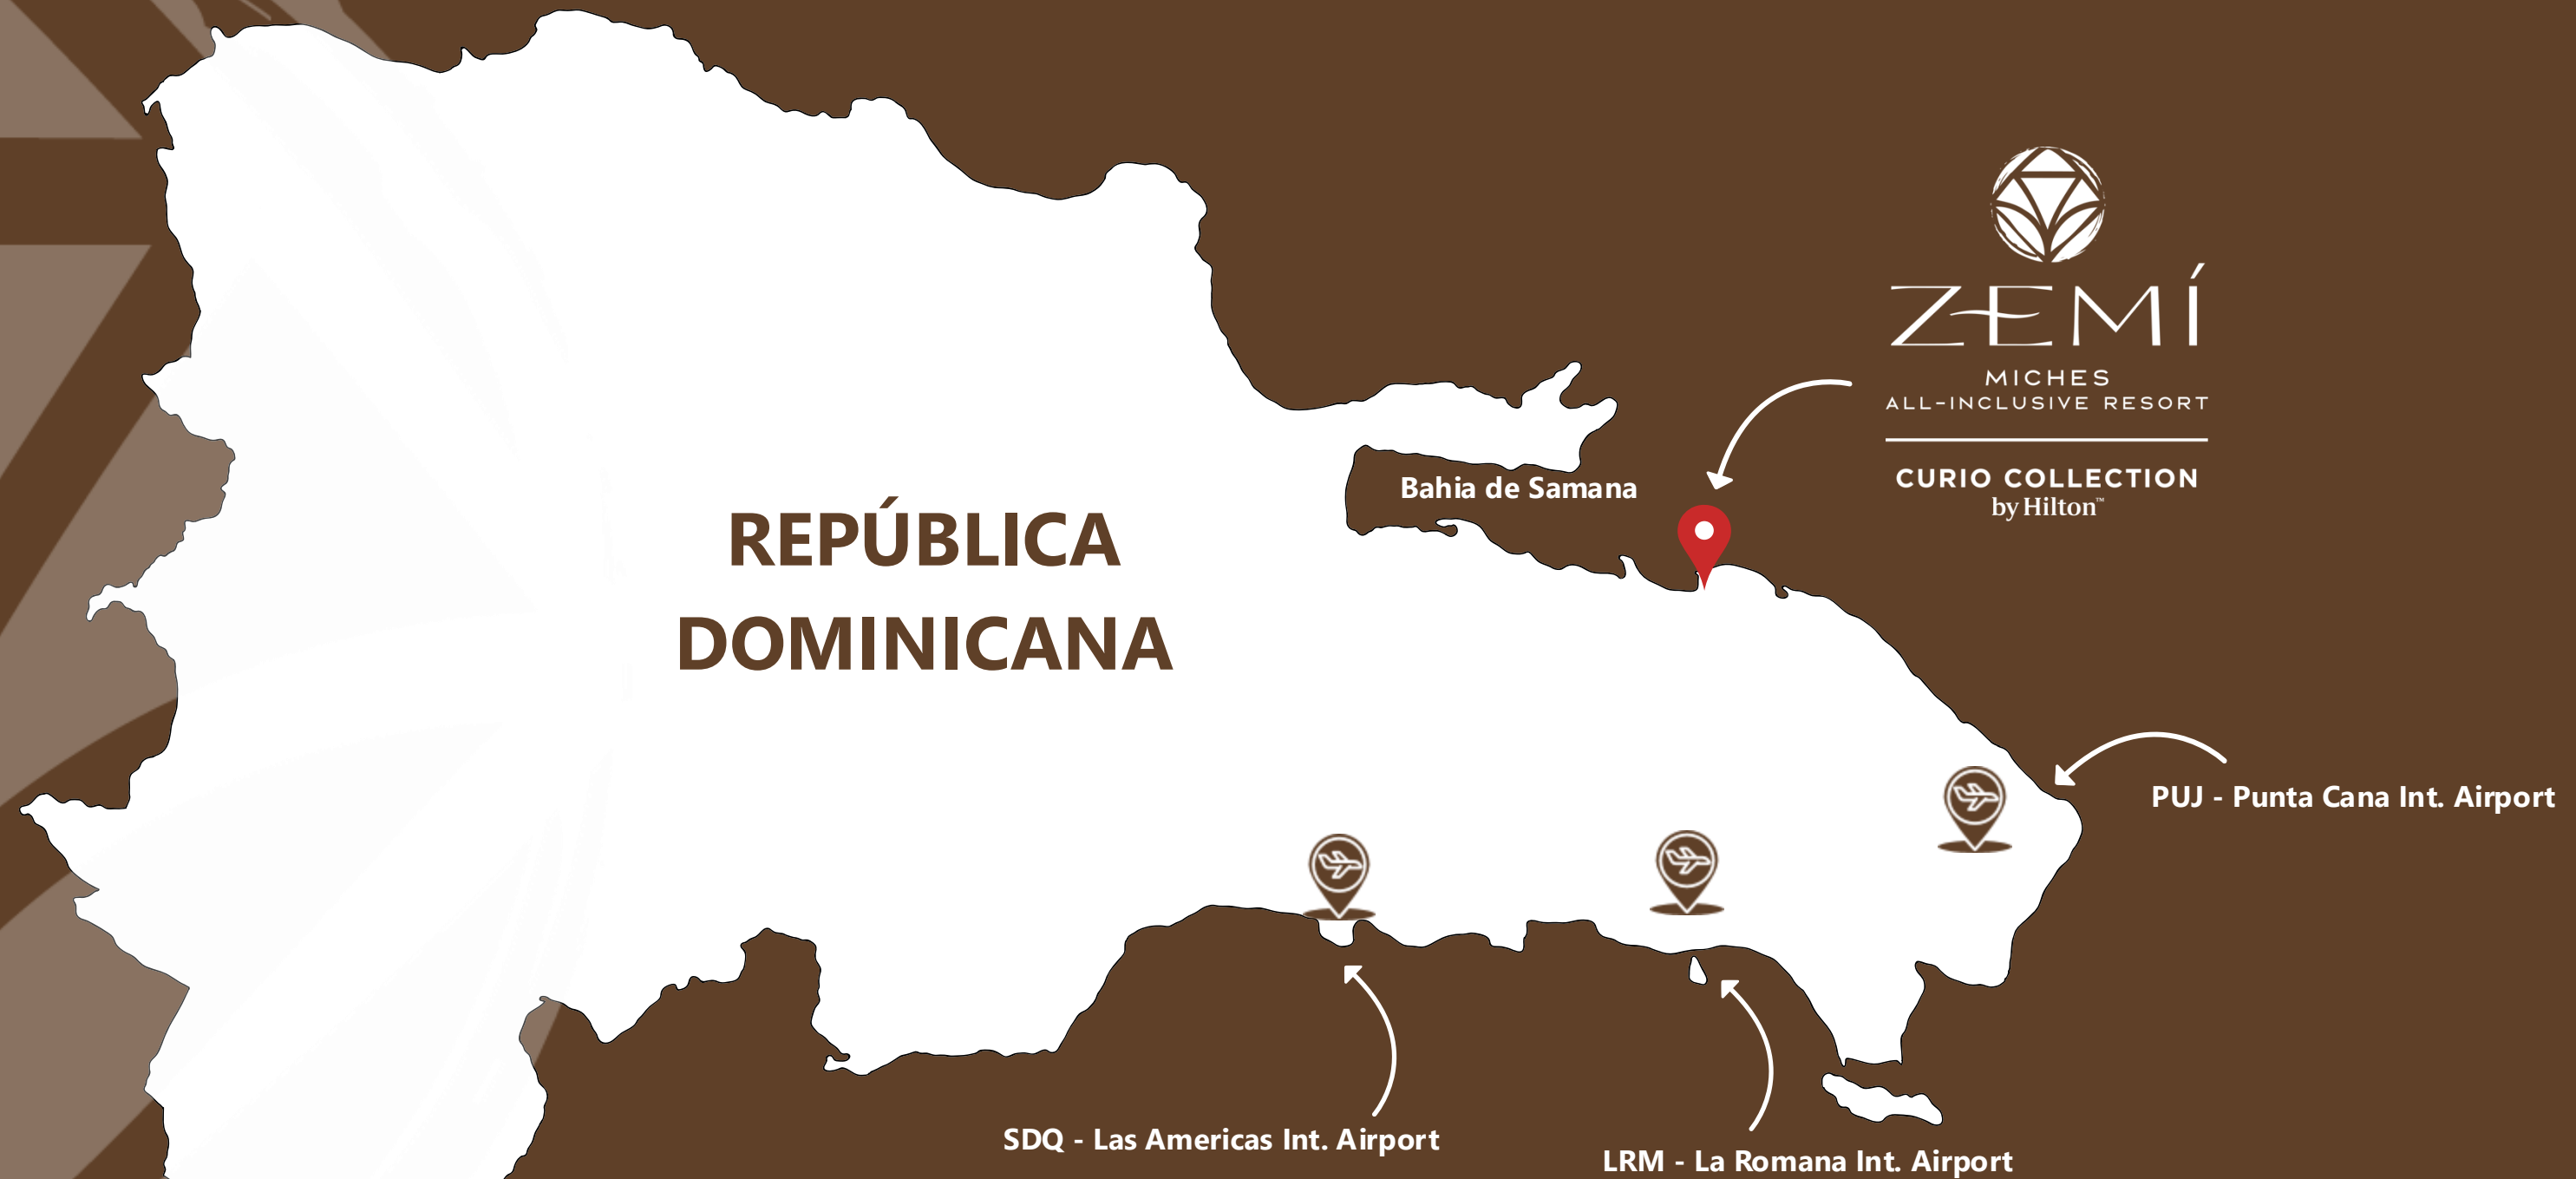 ZEMÍ
MICHES
ALL-INCLUSIVE RESORT
CURIO COLLECTION
by Hilton™
Bahia de Samana
REPÚBLICA
DOMINICANA
PUJ - Punta Cana Int. Airport
SDQ - Las Americas Int. Airport
LRM - La Romana Int. Airport